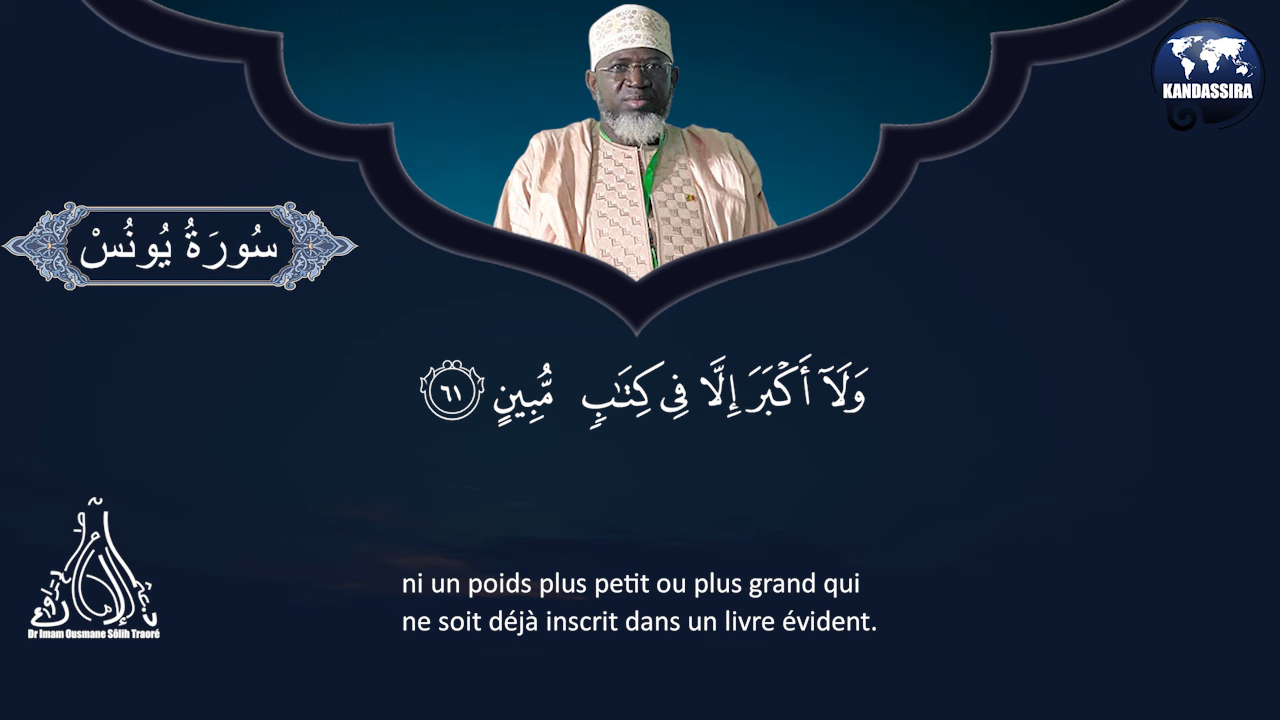 KANDASSIRA
سُورَةُ يُونُسْ
وَلَآ أَكْبَرَ إِلَّا فِى كِتَـٰبٍ مُّبِينٍ ٦١
Dr Imam Ousmane Sôlih Traoré
ni un poids plus petit ou plus grand qui
ne soit déjà inscrit dans un livre évident.